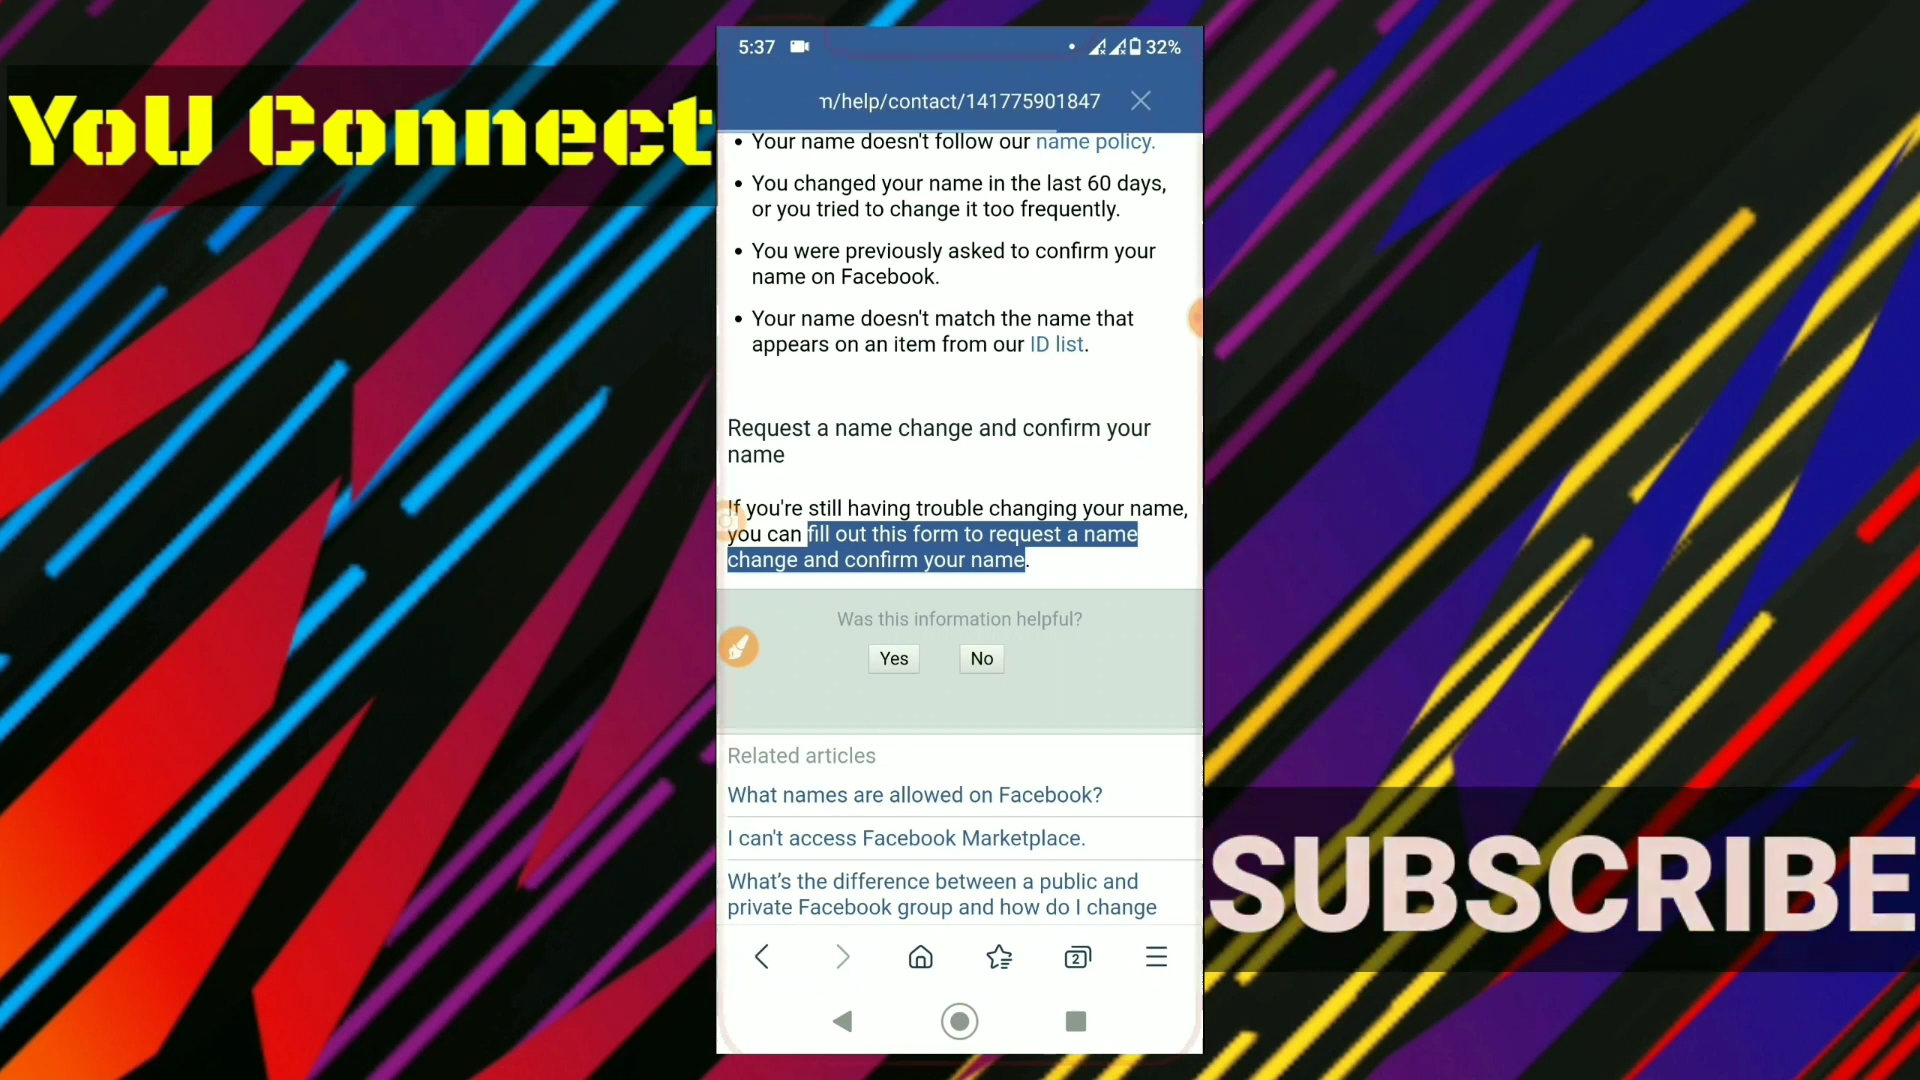 YoU Connect
5:37
32%
m/help/contact/141775901847
• Your name doesn't follow our name policy.
• You changed your name in the last 60 days,
or you tried to change it too frequently.
• You were previously asked to confirm your
name on Facebook.
• Your name doesn't match the name that
appears on an item from our ID list.
Request a name change and confirm your
name
If you're still having trouble changing your name,
you can fill out this form to request a name
change and confirm your name.
Was this information helpful?
Yes No
Related articles
What names are allowed on Facebook?
I can't access Facebook Marketplace.
What's the difference between a public and
private Facebook group and how do I change
2
SUBSCRIBE